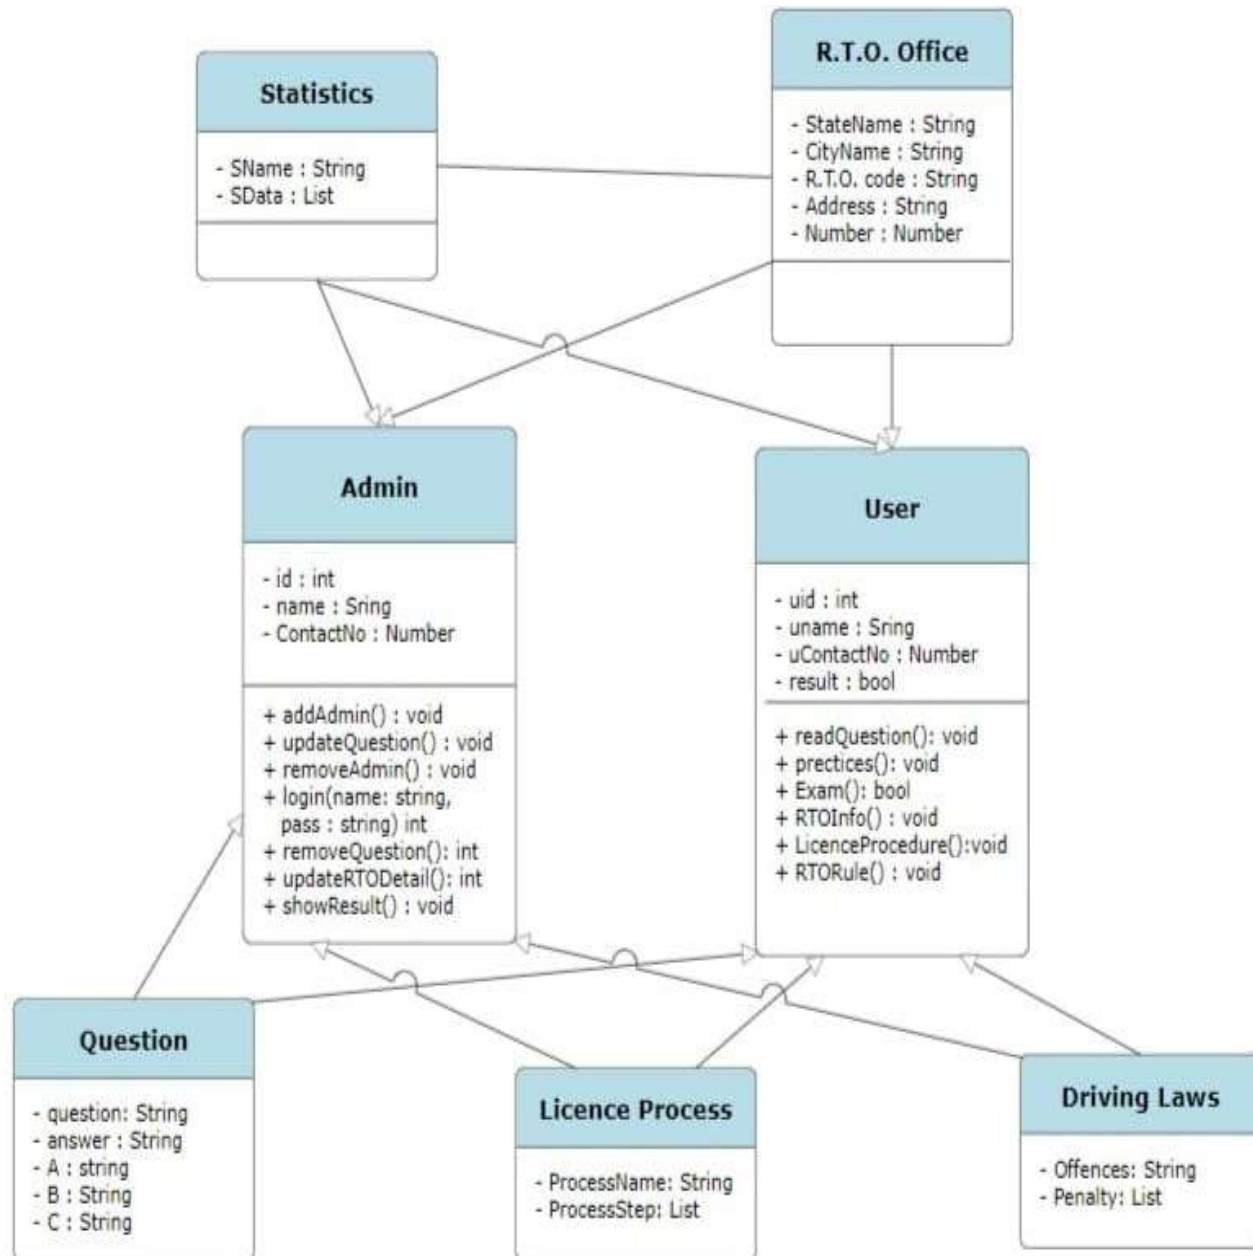 Statistics
- SName : String
- SData : List
R.T.O. Office
- StateName : String
- CityName : String
- R.T.O. code : String
- Address : String
- Number : Number
Admin
- id : int
- name : Sring
- ContactNo : Number
+ addAdmin() : void
+ updateQuestion() : void
+ removeAdmin() : void
+ login(name: string,
pass : string) int
+ removeQuestion(): int
+ updateRTODetail(): int
+ showResult() : void
User
- uid : int
- uname : Sring
- uContactNo : Number
- result : bool
+ readQuestion(): void
+ prectices(): void
+ Exam(): bool
+ RTOInfo() : void
+ LicenceProcedure():void
+ RTORule() : void
Question
- question: String
- answer : String
- A : string
- B : String
- C : String
Licence Process
- ProcessName: String
- ProcessStep: List
Driving Laws
- Offences: String
- Penalty: List